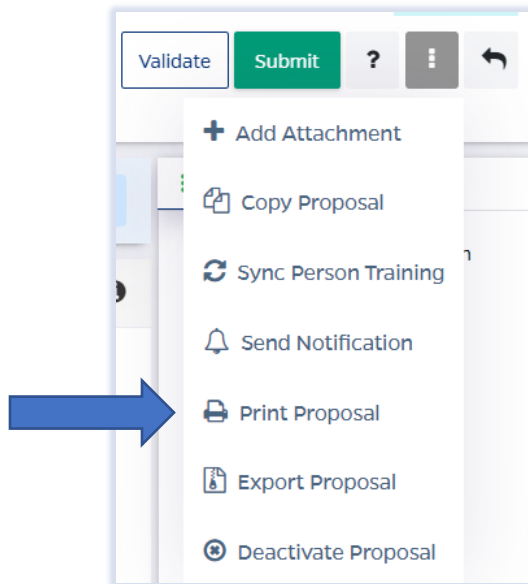 Validate Submit ?
Add Attachment
Copy Proposal
n
Sync Person Training
Send Notification
Print Proposal
Export Proposal
Deactivate Proposal